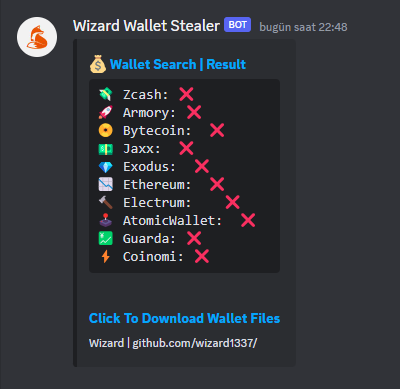 Wizard Wallet Stealer BOT bugün saat 22:48
💰 Wallet Search | Result
💸 Zcash: ❌
🚀 Armory: ❌
📀 Bytecoin: ❌
💵 Jaxx: ❌
💎 Exodus: ❌
📉 Ethereum: ❌
🔨 Electrum: ❌
🕹️ AtomicWallet: ❌
💹 Guarda: ❌
⚡ Coinomi: ❌
Click To Download Wallet Files
Wizard | github.com/wizard1337/